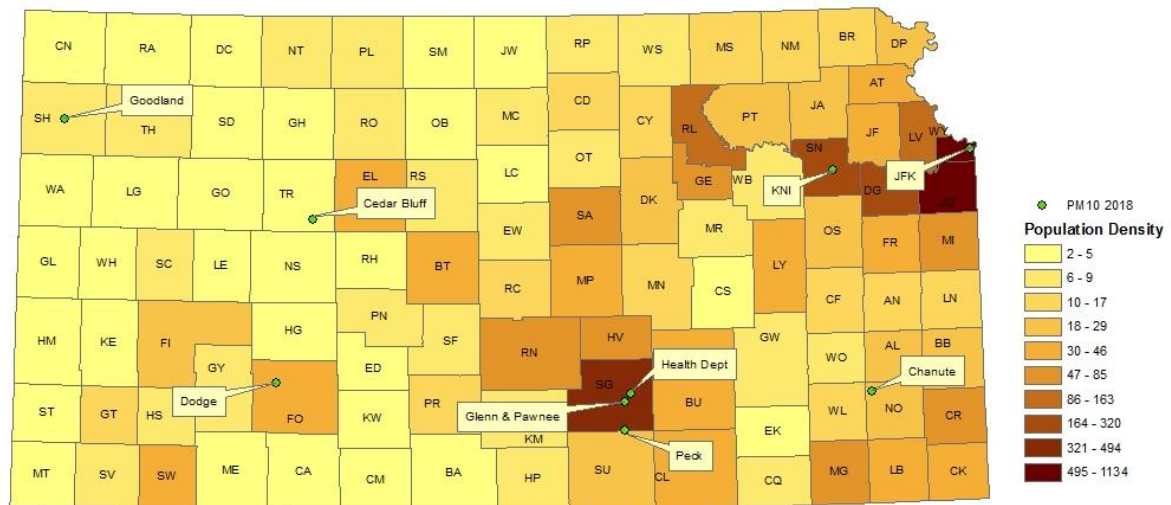 CN RA DC NT PL SM JW RP WS MS NM BR DP
SH Goodland TH SD GH RO OB MC CD CY RL PT JA AT JF LV WY
WA LG GO TR Cedar Bluff EL RS LC OT DK GE WB SN KNI DG JFK JO
GL WH SC LE NS RH BT EW SA MP MR MN CS LY OS FR MI
HM KE FI GY HG PN ED SF RC RN HV GW CF AN LN
ST GT HS Dodge FO KW PR SG Health Dept Glenn & Pawnee KM Peck BU EK WO WL AL BB Chanute NO CR
MT SV SW ME CA CM BA HP SU CL CQ MG LB CK
PM10 2018
Population Density
2 - 5
6 - 9
10 - 17
18 - 29
30 - 46
47 - 85
86 - 163
164 - 320
321 - 494
495 - 1134